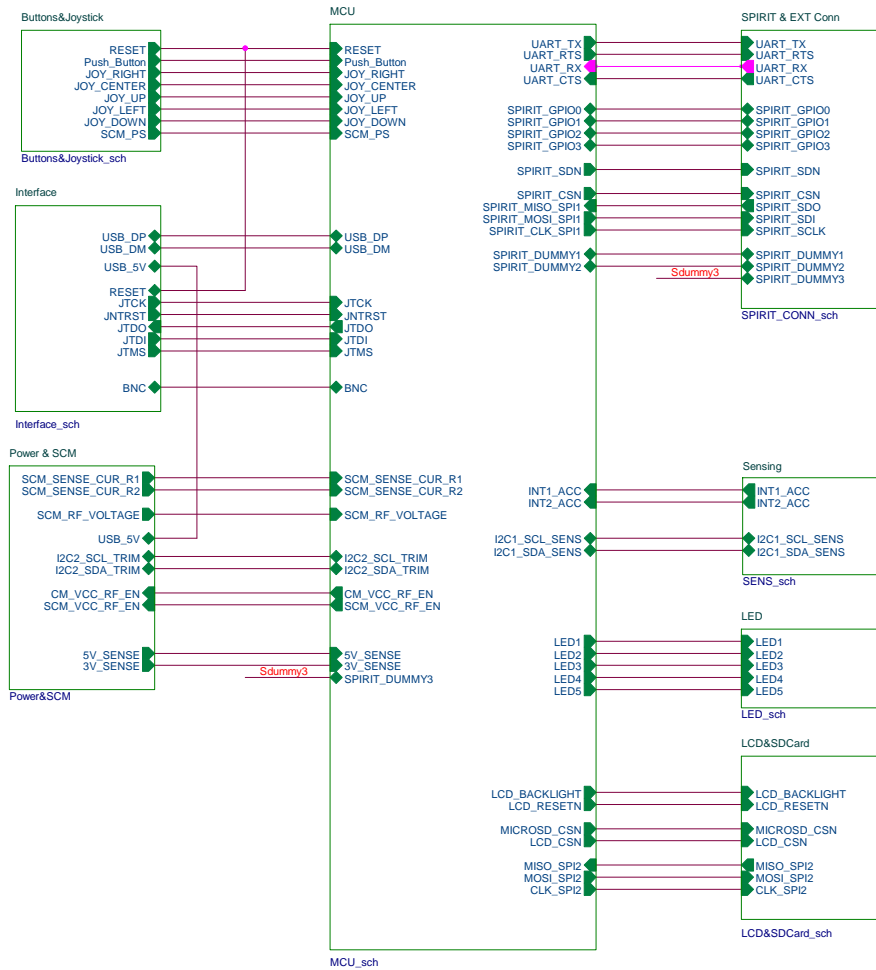 Buttons&Joystick
RESET
Push_Button
JOY_RIGHT
JOY_CENTER
JOY_UP
JOY_LEFT
JOY_DOWN
SCM_PS
Buttons&Joystick_sch
Interface
USB_DP
USB_DM
USB_5V
RESET
JTCK
JNTRST
JTDO
JTDI
JTMS
BNC
Interface_sch
Power & SCM
SCM_SENSE_CUR_R1
SCM_SENSE_CUR_R2
SCM_RF_VOLTAGE
USB_5V
I2C2_SCL_TRIM
I2C2_SDA_TRIM
CM_VCC_RF_EN
SCM_VCC_RF_EN
5V_SENSE
3V_SENSE
Power&SCM
MCU
RESET
Push_Button
JOY_RIGHT
JOY_CENTER
JOY_UP
JOY_LEFT
JOY_DOWN
SCM_PS
USB_DP
USB_DM
JTCK
JNTRST
JTDO
JTDI
JTMS
BNC
SCM_SENSE_CUR_R1
SCM_SENSE_CUR_R2
SCM_RF_VOLTAGE
I2C2_SCL_TRIM
I2C2_SDA_TRIM
CM_VCC_RF_EN
SCM_VCC_RF_EN
5V_SENSE
3V_SENSE
Sdummy3
SPIRIT_DUMMY3
UART_TX
UART_RTS
UART_RX
UART_CTS
SPIRIT_GPIO0
SPIRIT_GPIO1
SPIRIT_GPIO2
SPIRIT_GPIO3
SPIRIT_SDN
SPIRIT_CSN
SPIRIT_MISO_SPI1
SPIRIT_MOSI_SPI1
SPIRIT_CLK_SPI1
SPIRIT_DUMMY1
SPIRIT_DUMMY2
INT1_ACC
INT2_ACC
I2C1_SCL_SENS
I2C1_SDA_SENS
LED1
LED2
LED3
LED4
LED5
LCD_BACKLIGHT
LCD_RESETN
MICROSD_CSN
LCD_CSN
MISO_SPI2
MOSI_SPI2
CLK_SPI2
MCU_sch
SPIRIT & EXT Conn
UART_TX
UART_RTS
UART_RX
UART_CTS
SPIRIT_GPIO0
SPIRIT_GPIO1
SPIRIT_GPIO2
SPIRIT_GPIO3
SPIRIT_SDN
SPIRIT_CSN
SPIRIT_SDO
SPIRIT_SDI
SPIRIT_SCLK
SPIRIT_DUMMY1
SPIRIT_DUMMY2
Sdummy3
SPIRIT_DUMMY3
SPIRIT_CONN_sch
Sensing
INT1_ACC
INT2_ACC
I2C1_SCL_SENS
I2C1_SDA_SENS
SENS_sch
LED
LED1
LED2
LED3
LED4
LED5
LED_sch
LCD&SDCard
LCD_BACKLIGHT
LCD_RESETN
MICROSD_CSN
LCD_CSN
MISO_SPI2
MOSI_SPI2
CLK_SPI2
LCD&SDCard_sch